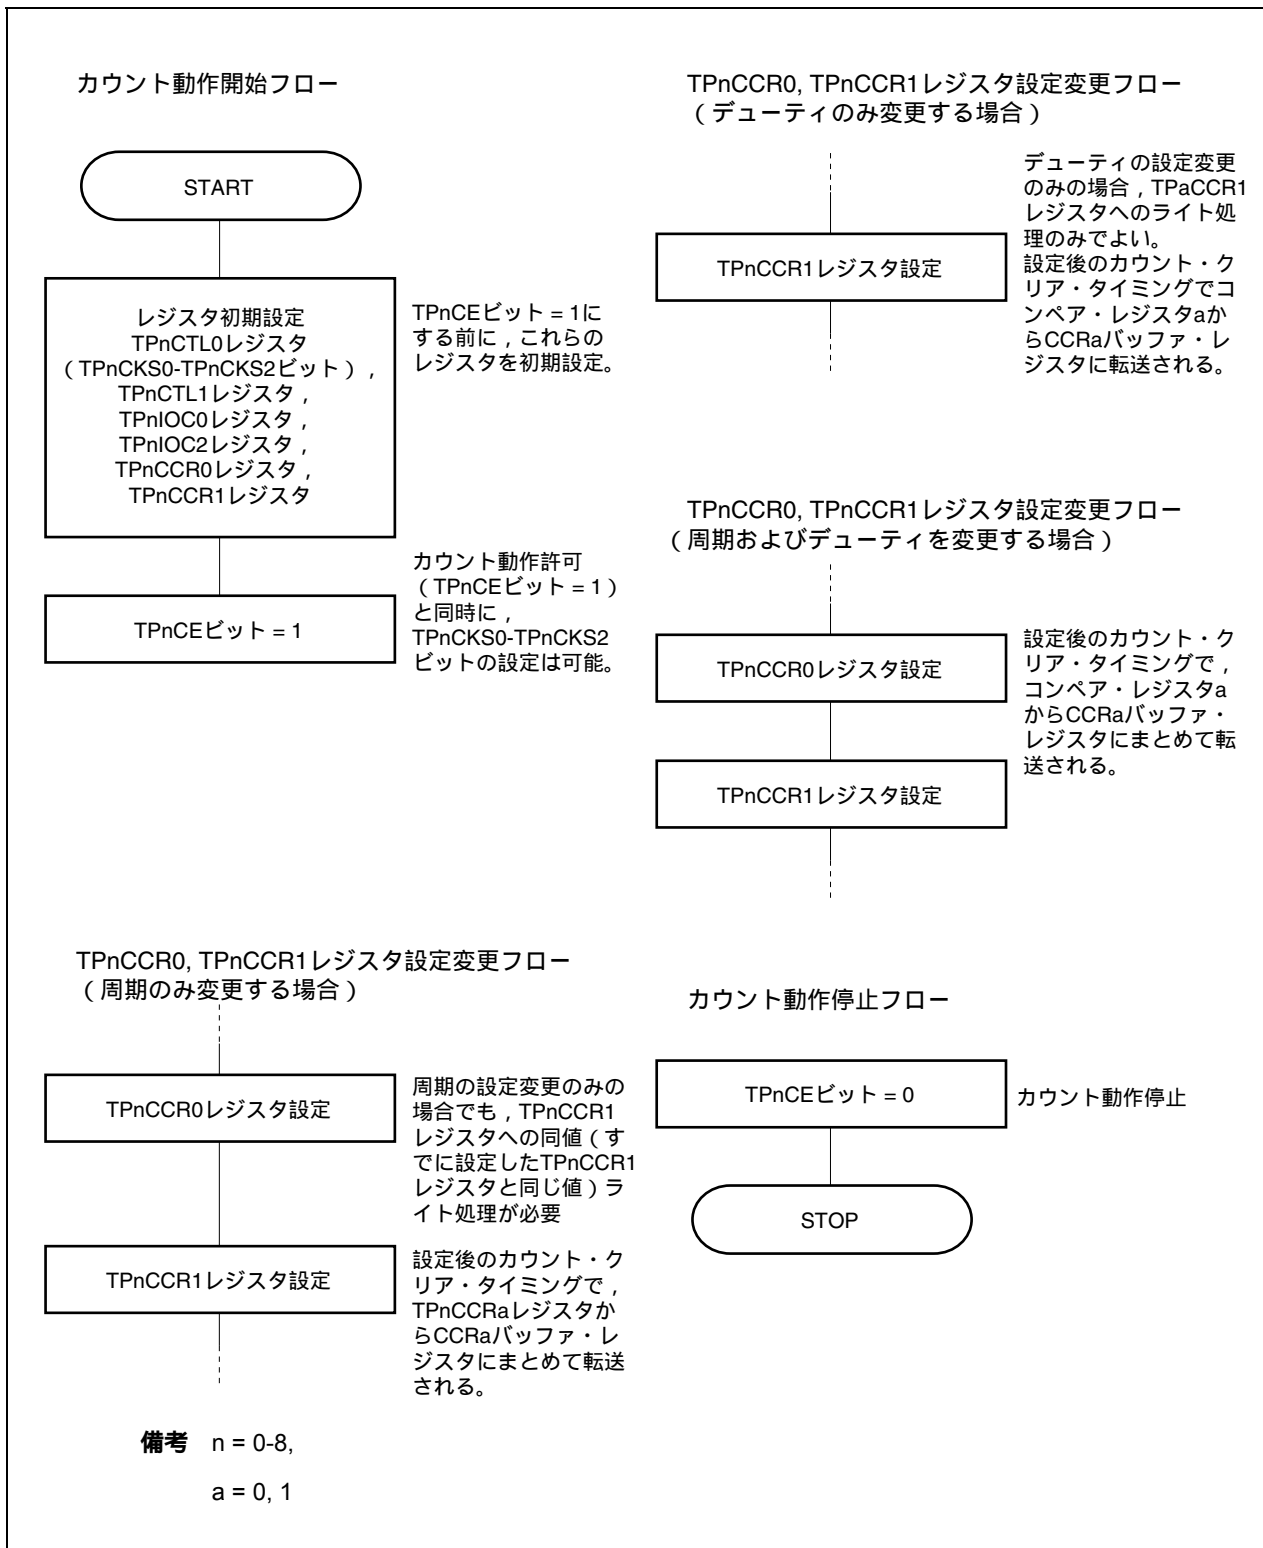 カウント動作開始フロー
START
レジスタ初期設定
TPnCTL0レジスタ
（TPnCKS0-TPnCKS2ビット），
TPnCTL1レジスタ，
TPnIOC0レジスタ，
TPnIOC2レジスタ，
TPnCCR0レジスタ，
TPnCCR1レジスタ
TPnCEビット = 1に
する前に，これらの
レジスタを初期設定。
TPnCEビット = 1
カウント動作許可
（TPnCEビット = 1）
と同時に，
TPnCKS0-TPnCKS2
ビットの設定は可能。
TPnCCR0, TPnCCR1レジスタ設定変更フロー
（周期のみ変更する場合）
TPnCCR0レジスタ設定
周期の設定変更のみの
場合でも，TPnCCR1
レジスタへの同値（す
でに設定したTPnCCR1
レジスタと同じ値）ラ
イト処理が必要
TPnCCR1レジスタ設定
設定後のカウント・ク
リア・タイミングで，
TPnCCRaレジスタか
らCCRaバッファ・レ
ジスタにまとめて転送
される。
備考 n = 0-8,
a = 0, 1
TPnCCR0, TPnCCR1レジスタ設定変更フロー
（デューティのみ変更する場合）
TPnCCR1レジスタ設定
デューティの設定変更
のみの場合，TPaCCR1
レジスタへのライト処
理のみでよい。
設定後のカウント・ク
リア・タイミングでコ
ンペア・レジスタaか
らCCRaバッファ・レ
ジスタに転送される。
TPnCCR0, TPnCCR1レジスタ設定変更フロー
（周期およびデューティを変更する場合）
TPnCCR0レジスタ設定
TPnCCR1レジスタ設定
設定後のカウント・ク
リア・タイミングで，
コンペア・レジスタa
からCCRaバッファ・
レジスタにまとめて転
送される。
カウント動作停止フロー
TPnCEビット = 0
カウント動作停止
STOP